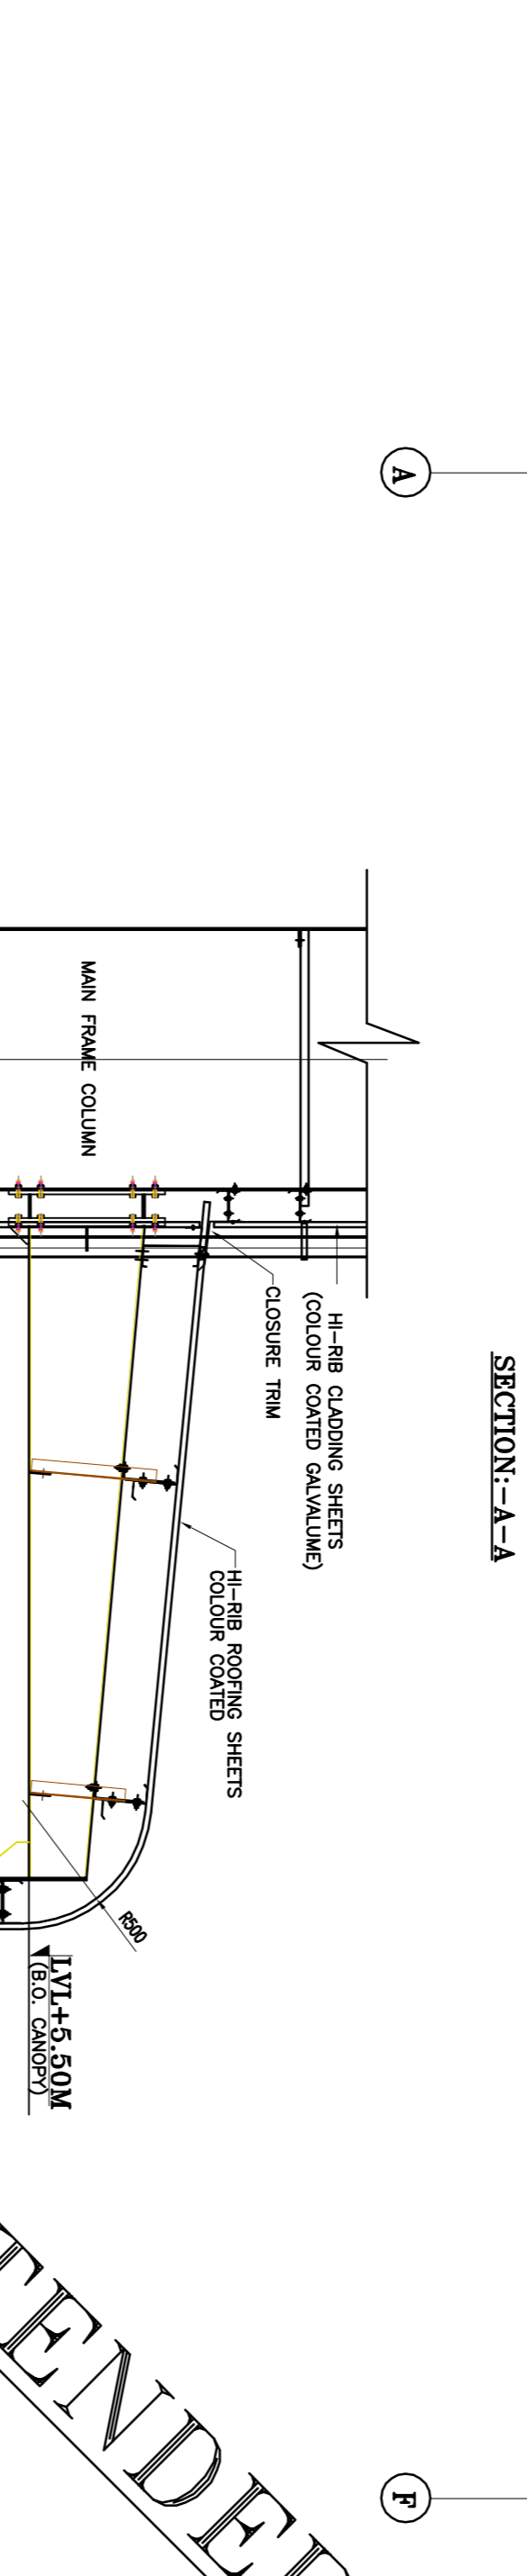 A
SECTION:-A-A
HI-RIB CLADDING SHEETS
(COLOUR COATED GALVALUME)
CLOSURE TRIM
HI-RIB ROOFING SHEETS
COLOUR COATED
MAIN FRAME COLUMN
R500
LVL+5.50M
(B.O. CANOPY)
F
TENDER